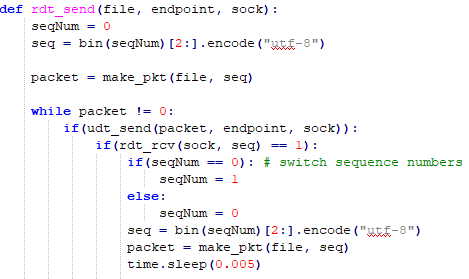 def rdt_send(file, endpoint, sock):
seqNum = 0
seq = bin(seqNum)[2:].encode("utf-8")
packet = make_pkt(file, seq)
while packet != 0:
if(udt_send(packet, endpoint, sock)):
if(rdt_rcv(sock, seq) == 1):
if(seqNum == 0): # switch sequence numbers
seqNum = 1
else:
seqNum = 0
seq = bin(seqNum)[2:].encode("utf-8")
packet = make_pkt(file, seq)
time.sleep(0.005)